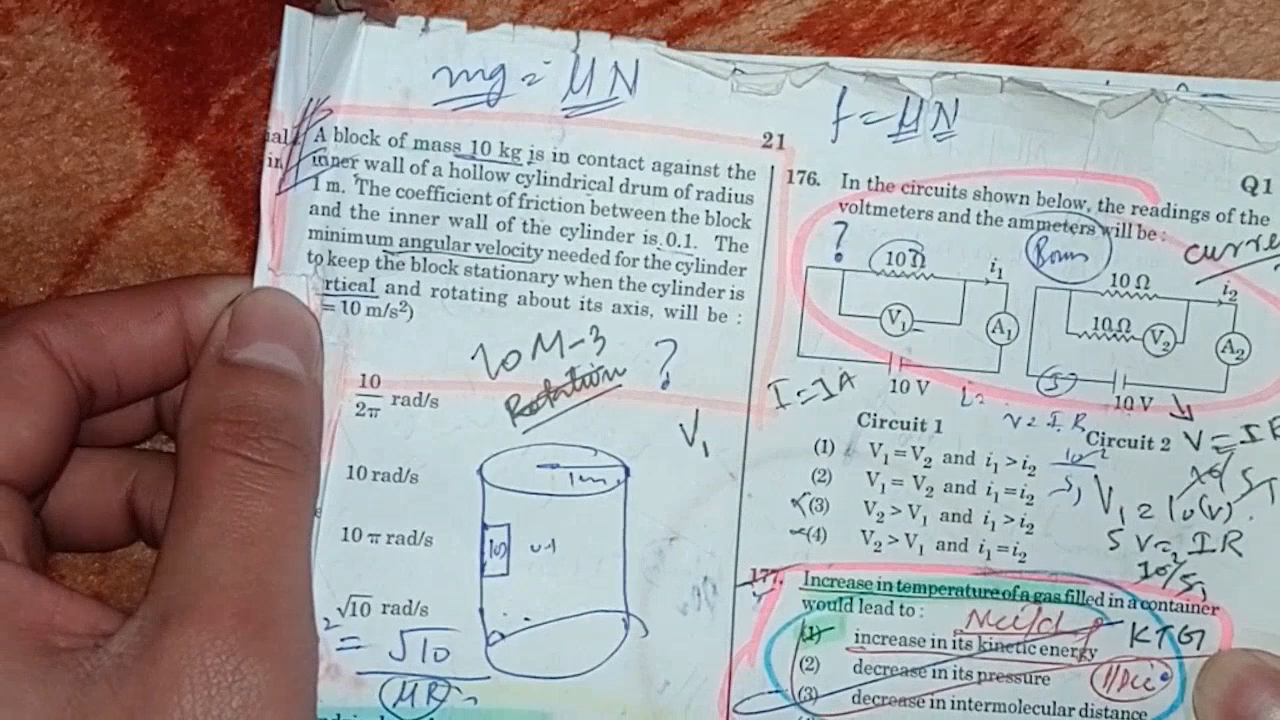 mg = μN
f = μN
21
Q1
A block of mass 10 kg is in contact against the
inner wall of a hollow cylindrical drum of radius
1 m. The coefficient of friction between the block
and the inner wall of the cylinder is 0.1. The
minimum angular velocity needed for the cylinder
to keep the block stationary when the cylinder is
rtical and rotating about its axis, will be :
= 10 m/s²)
10 M-3
Rotation
?
10/2π rad/s
10 rad/s
10 π rad/s
√10 rad/s
1m
10
0.1
= √10
μR
V₁
176. In the circuits shown below, the readings of the
voltmeters and the ammeters will be :
?
curre
10 Ω
i₁
V₁
A₁
10 V
10 Ω
i₂
10 Ω
V₂
A₂
10 V
I = 1A
V = I R
Circuit 1
Circuit 2
(1) V₁ = V₂ and i₁ > i₂
(2) V₁ = V₂ and i₁ = i₂
(3) V₂ > V₁ and i₁ > i₂
(4) V₂ > V₁ and i₁ = i₂
V₁ = 10(V).
V = IR
177. Increase in temperature of a gas filled in a container
would lead to :
KTG
(1) increase in its kinetic energy
(2) decrease in its pressure
(3) decrease in intermolecular distance